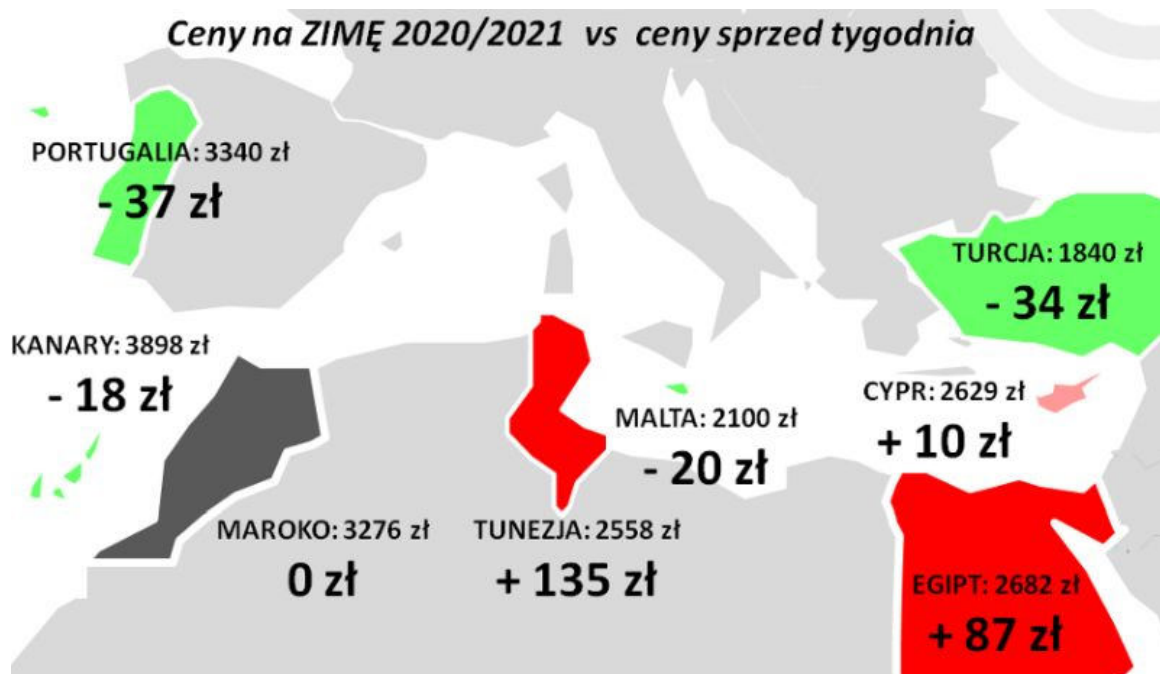 Ceny na ZIMĘ 2020/2021 vs ceny sprzed tygodnia
PORTUGALIA: 3340 zł
- 37 zł
TURCJA: 1840 zł
- 34 zł
KANARY: 3898 zł
- 18 zł
CYPR: 2629 zł
+ 10 zł
MALTA: 2100 zł
- 20 zł
MAROKO: 3276 zł
0 zł
TUNEZJA: 2558 zł
+ 135 zł
EGIPT: 2682 zł
+ 87 zł